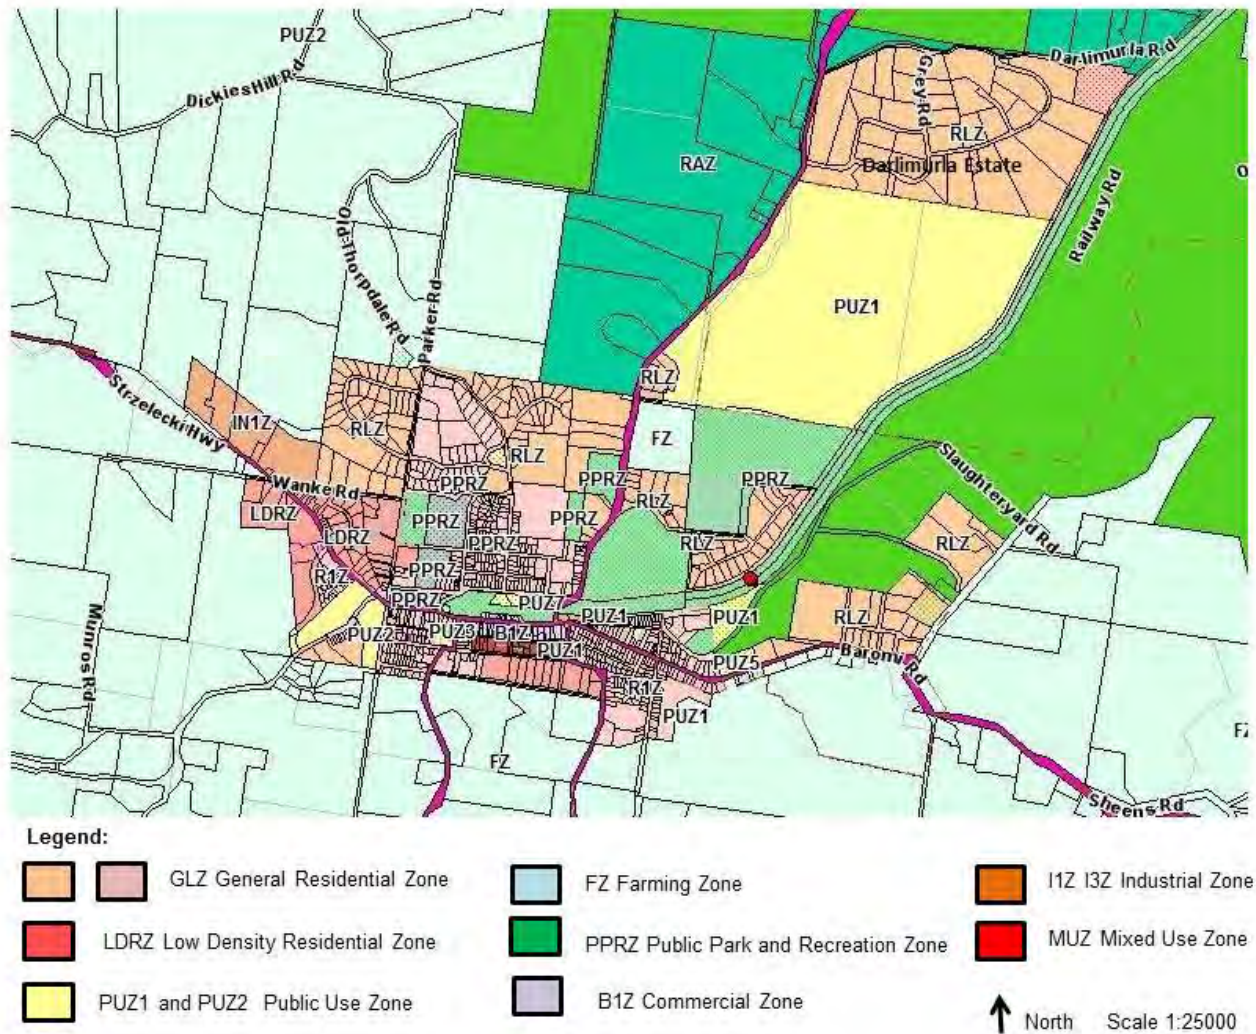 PUZ2
Dickies Hill Rd
Darlimurla Rd
Grey Rd
RLZ
Darlimurla Estate
RAZ
Railway Rd
Old Thorpdale Rd
Parker Rd
PUZ1
Strzelecki Hwy
RLZ
IN1Z
RLZ
FZ
RLZ
Slaughteryard Rd
PPRZ
PPRZ
PPRZ
Wanke Rd
RLZ
LDRZ
PPRZ
PPRZ
LDRZ
PPRZ
RLZ
RLZ
PPRZ
R1Z
PPRZ
PUZ7
PUZ1
PUZ1
RLZ
Munros Rd
PUZ2
PUZ3
B1Z
PUZ1
PUZ5
Baromi Rd
R1Z
PUZ1
FZ
Sheens Rd
Legend:
GLZ General Residential Zone
FZ Farming Zone
I1Z I3Z Industrial Zone
LDRZ Low Density Residential Zone
PPRZ Public Park and Recreation Zone
MUZ Mixed Use Zone
PUZ1 and PUZ2 Public Use Zone
B1Z Commercial Zone
North Scale 1:25000